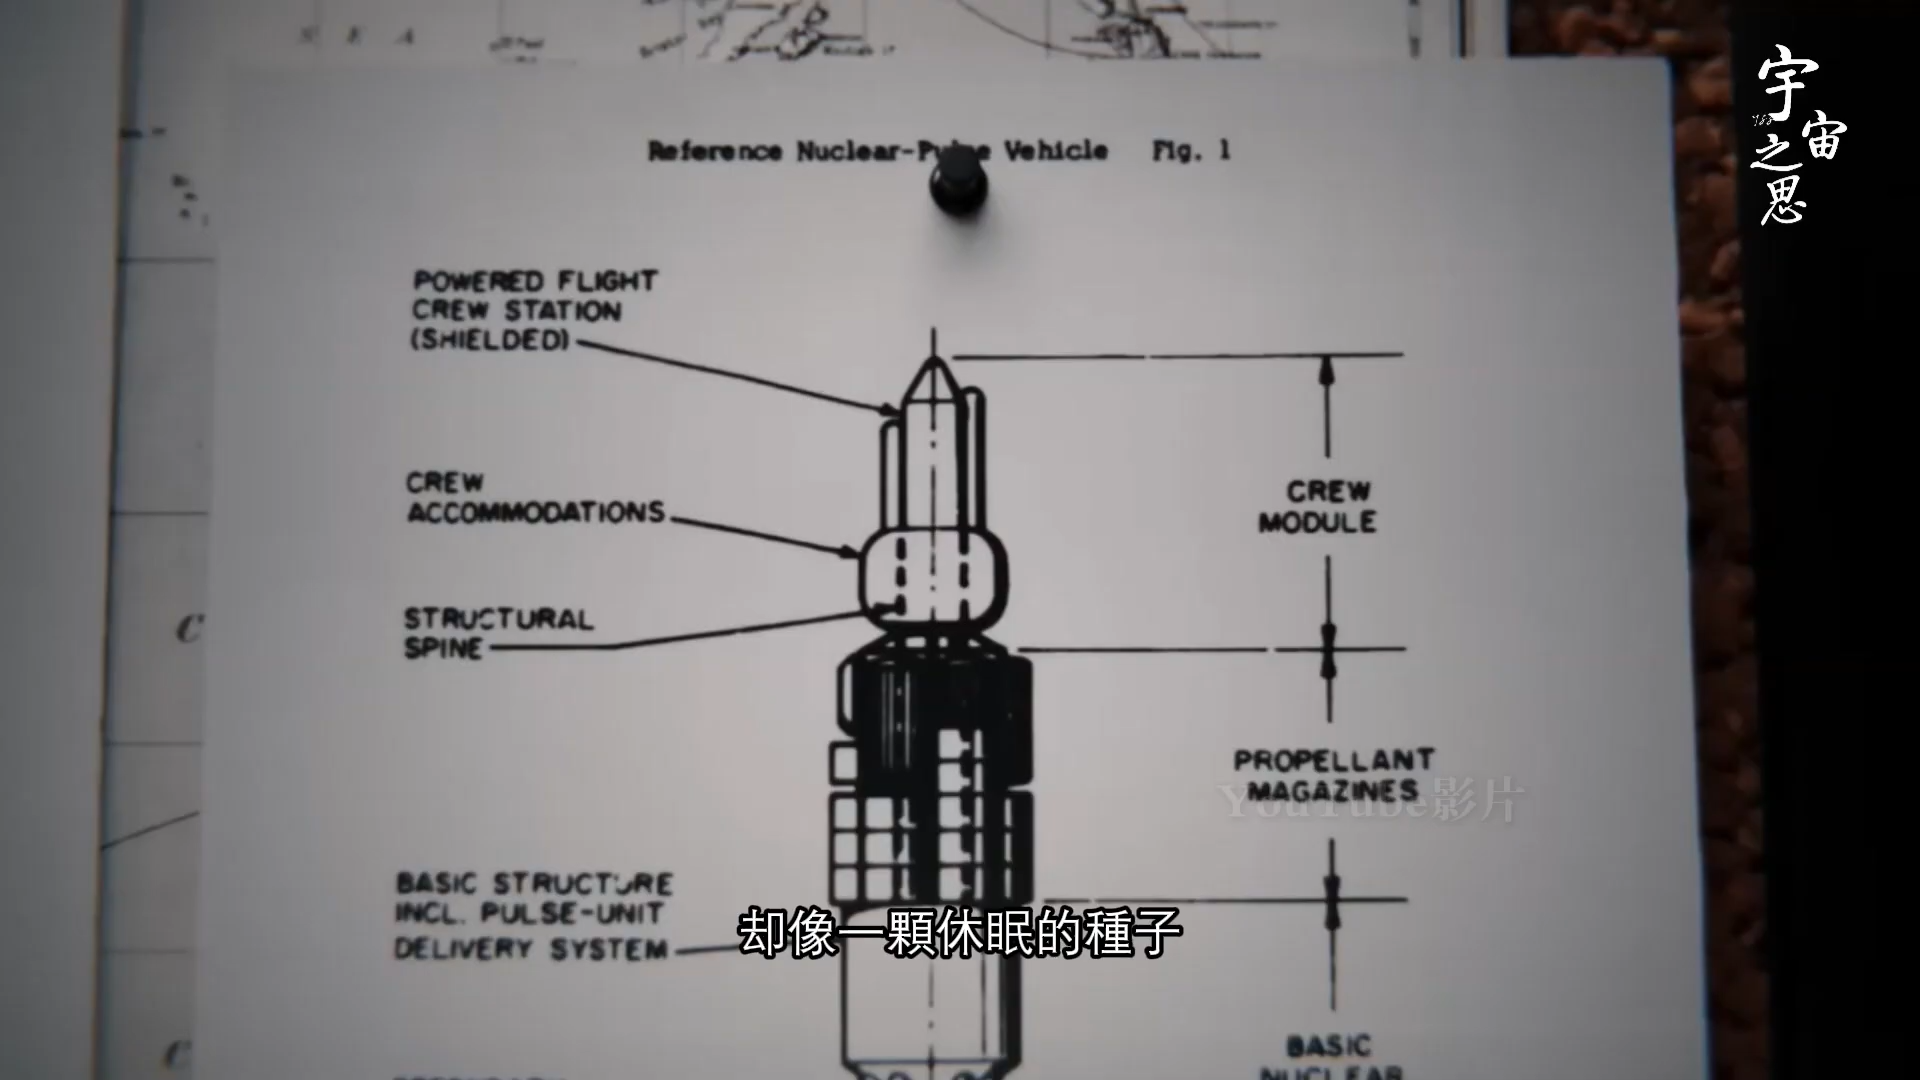 S E A
Reference Nuclear-Pulse Vehicle Fig. 1
宇宙之思
POWERED FLIGHT
CREW STATION
(SHIELDED)
CREW
ACCOMMODATIONS
CREW
MODULE
STRUCTURAL
SPINE
PROPELLANT
MAGAZINES
YouTube影片
BASIC STRUCTURE
INCL. PULSE-UNIT
DELIVERY SYSTEM
却像一顆休眠的種子
BASIC
NUCLEAR